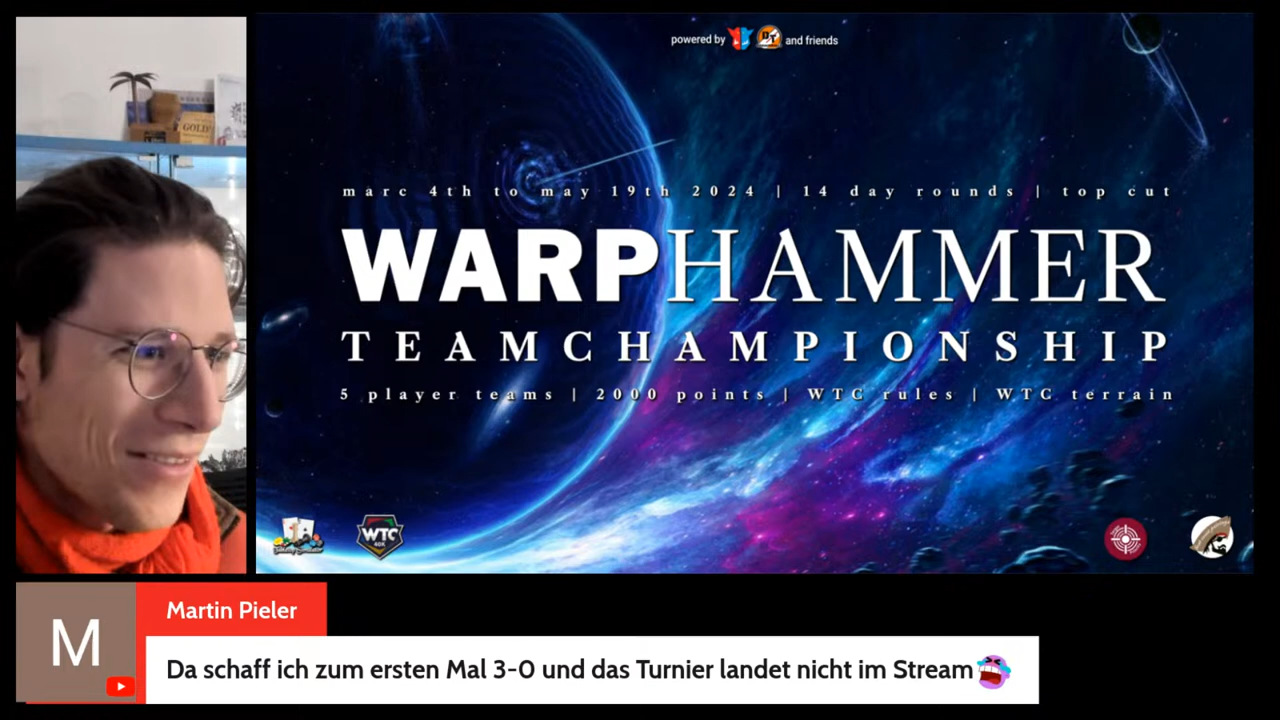 powered by and friends
marc 4th to may 19th 2024 | 14 day rounds | top cut
WARPHAMMER
TEAMCHAMPIONSHIP
5 player teams | 2000 points | WTC rules | WTC terrain
WTC
GOLD
M
Martin Pieler
Da schaff ich zum ersten Mal 3-0 und das Turnier landet nicht im Stream